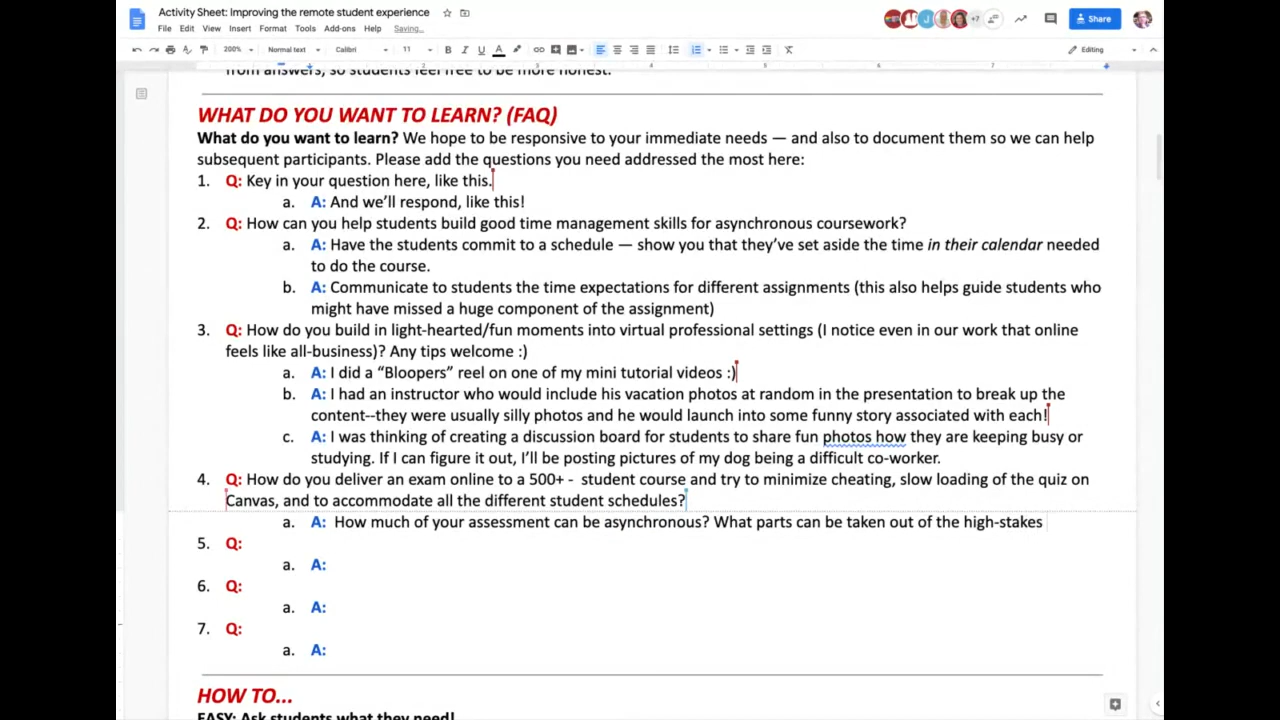 Activity Sheet: Improving the remote student experience
File Edit View Insert Format Tools Add-ons Help Saving...
J +7 Share
200% Normal text Calibri 11 B I U A Editing
2 3 4 5 6 7
from answers, so students feel free to be more honest.
WHAT DO YOU WANT TO LEARN? (FAQ)
What do you want to learn? We hope to be responsive to your immediate needs — and also to document them so we can help
subsequent participants. Please add the questions you need addressed the most here:
1. Q: Key in your question here, like this.
a. A: And we'll respond, like this!
2. Q: How can you help students build good time management skills for asynchronous coursework?
a. A: Have the students commit to a schedule — show you that they've set aside the time in their calendar needed
to do the course.
b. A: Communicate to students the time expectations for different assignments (this also helps guide students who
might have missed a huge component of the assignment)
3. Q: How do you build in light-hearted/fun moments into virtual professional settings (I notice even in our work that online
feels like all-business)? Any tips welcome :)
a. A: I did a "Bloopers" reel on one of my mini tutorial videos :)
b. A: I had an instructor who would include his vacation photos at random in the presentation to break up the
content--they were usually silly photos and he would launch into some funny story associated with each!
c. A: I was thinking of creating a discussion board for students to share fun photos how they are keeping busy or
studying. If I can figure it out, I'll be posting pictures of my dog being a difficult co-worker.
4. Q: How do you deliver an exam online to a 500+ - student course and try to minimize cheating, slow loading of the quiz on
Canvas, and to accommodate all the different student schedules?
a. A: How much of your assessment can be asynchronous? What parts can be taken out of the high-stakes
5. Q:
a. A:
6. Q:
a. A:
7. Q:
a. A:
HOW TO...
EASY: Ask students what they need!